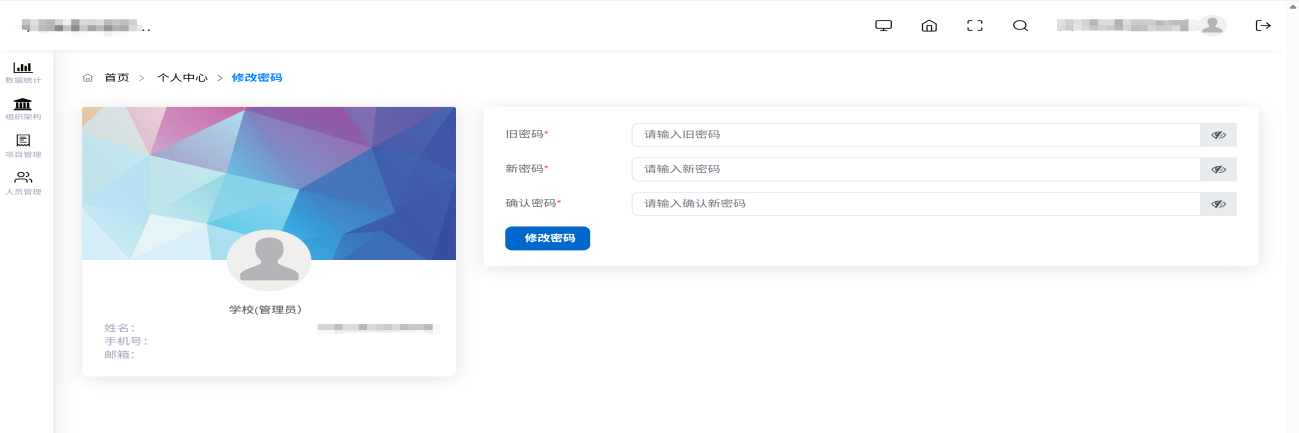 数据统计
组织架构
项目管理
人员管理
首页 > 个人中心 > 修改密码
学校(管理员)
姓名:
手机号:
邮箱:
旧密码* 请输入旧密码
新密码* 请输入新密码
确认密码* 请输入确认新密码
修改密码